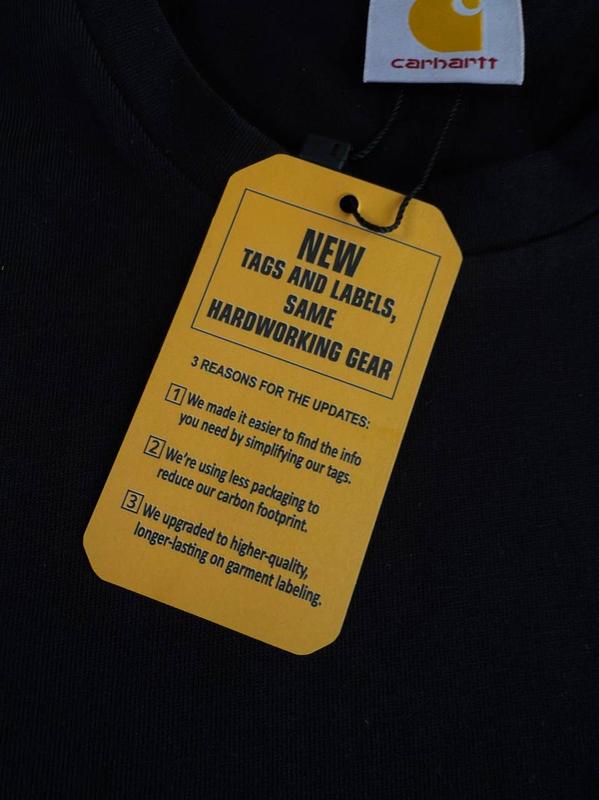 carhartt
NEW
TAGS AND LABELS,
SAME
HARDWORKING GEAR
3 REASONS FOR THE UPDATES:
1 We made it easier to find the info
you need by simplifying our tags.
2 We're using less packaging to
reduce our carbon footprint.
3 We upgraded to higher-quality,
longer-lasting on garment labeling.